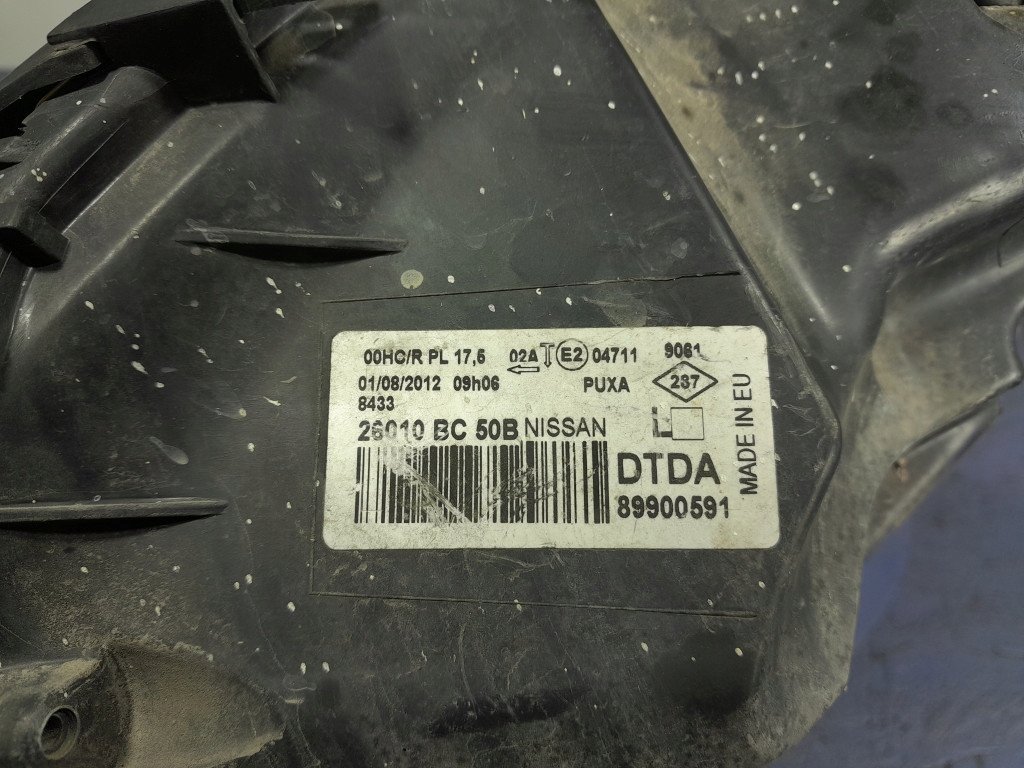 00HC/R PL 17,5 02A E2 04711 9061
01/08/2012 09h06 PUXA 237
8433
26010 BC 50B NISSAN L
DTDA
89900591
MADE IN EU